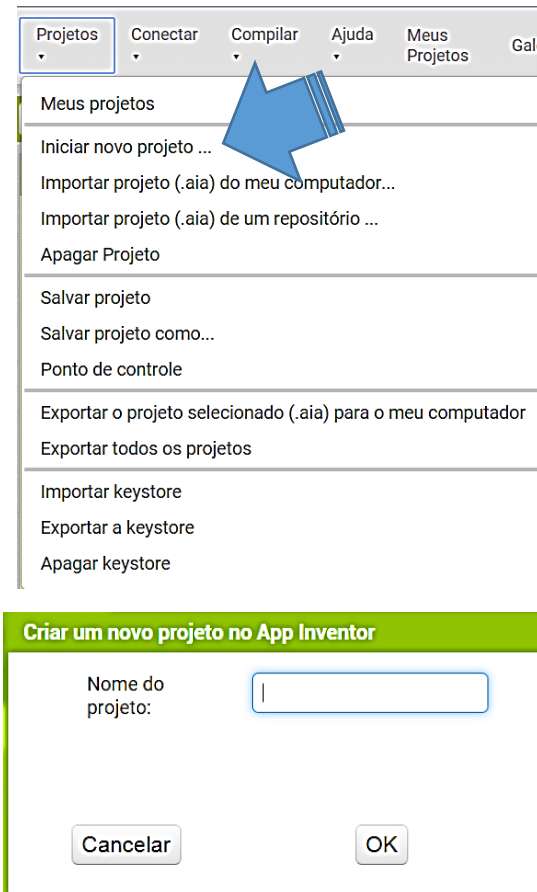 Projetos Conectar Compilar Ajuda Meus
Projetos
Meus projetos
Iniciar novo projeto ...
Importar projeto (.aia) do meu computador...
Importar projeto (.aia) de um repositório ...
Apagar Projeto
Salvar projeto
Salvar projeto como...
Ponto de controle
Exportar o projeto selecionado (.aia) para o meu computador
Exportar todos os projetos
Importar keystore
Exportar a keystore
Apagar keystore
Criar um novo projeto no App Inventor
Nome do
projeto:
Cancelar OK